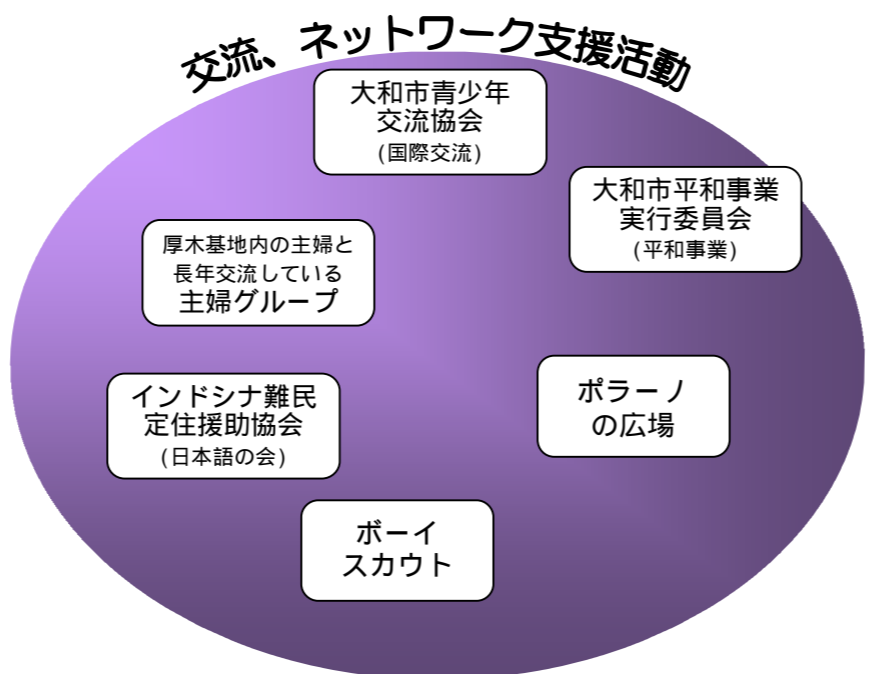 交流、ネットワーク支援活動
大和市青少年
交流協会
(国際交流)
大和市平和事業
実行委員会
(平和事業)
厚木基地内の主婦と
長年交流している
主婦グループ
インドシナ難民
定住援助協会
(日本語の会)
ポラーノ
の広場
ボーイ
スカウト